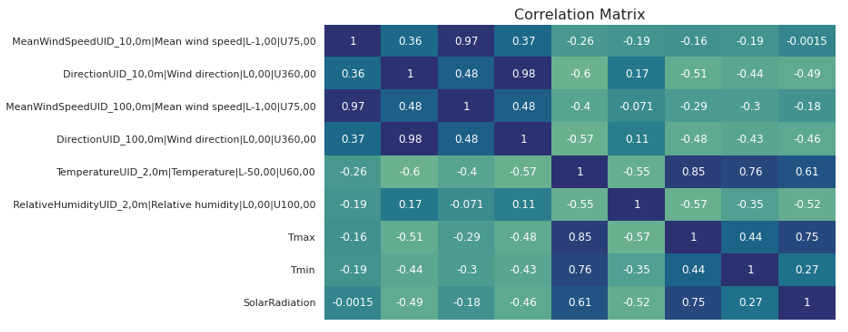 Correlation Matrix
MeanWindSpeedUID_10,0m|Mean wind speed|L-1,00|U75,00 1 0.36 0.97 0.37 -0.26 -0.19 -0.16 -0.19 -0.0015
DirectionUID_10,0m|Wind direction|L0,00|U360,00 0.36 1 0.48 0.98 -0.6 0.17 -0.51 -0.44 -0.49
MeanWindSpeedUID_100,0m|Mean wind speed|L-1,00|U75,00 0.97 0.48 1 0.48 -0.4 -0.071 -0.29 -0.3 -0.18
DirectionUID_100,0m|Wind direction|L0,00|U360,00 0.37 0.98 0.48 1 -0.57 0.11 -0.48 -0.43 -0.46
TemperatureUID_2,0m|Temperature|L-50,00|U60,00 -0.26 -0.6 -0.4 -0.57 1 -0.55 0.85 0.76 0.61
RelativeHumidityUID_2,0m|Relative humidity|L0,00|U100,00 -0.19 0.17 -0.071 0.11 -0.55 1 -0.57 -0.35 -0.52
Tmax -0.16 -0.51 -0.29 -0.48 0.85 -0.57 1 0.44 0.75
Tmin -0.19 -0.44 -0.3 -0.43 0.76 -0.35 0.44 1 0.27
SolarRadiation -0.0015 -0.49 -0.18 -0.46 0.61 -0.52 0.75 0.27 1